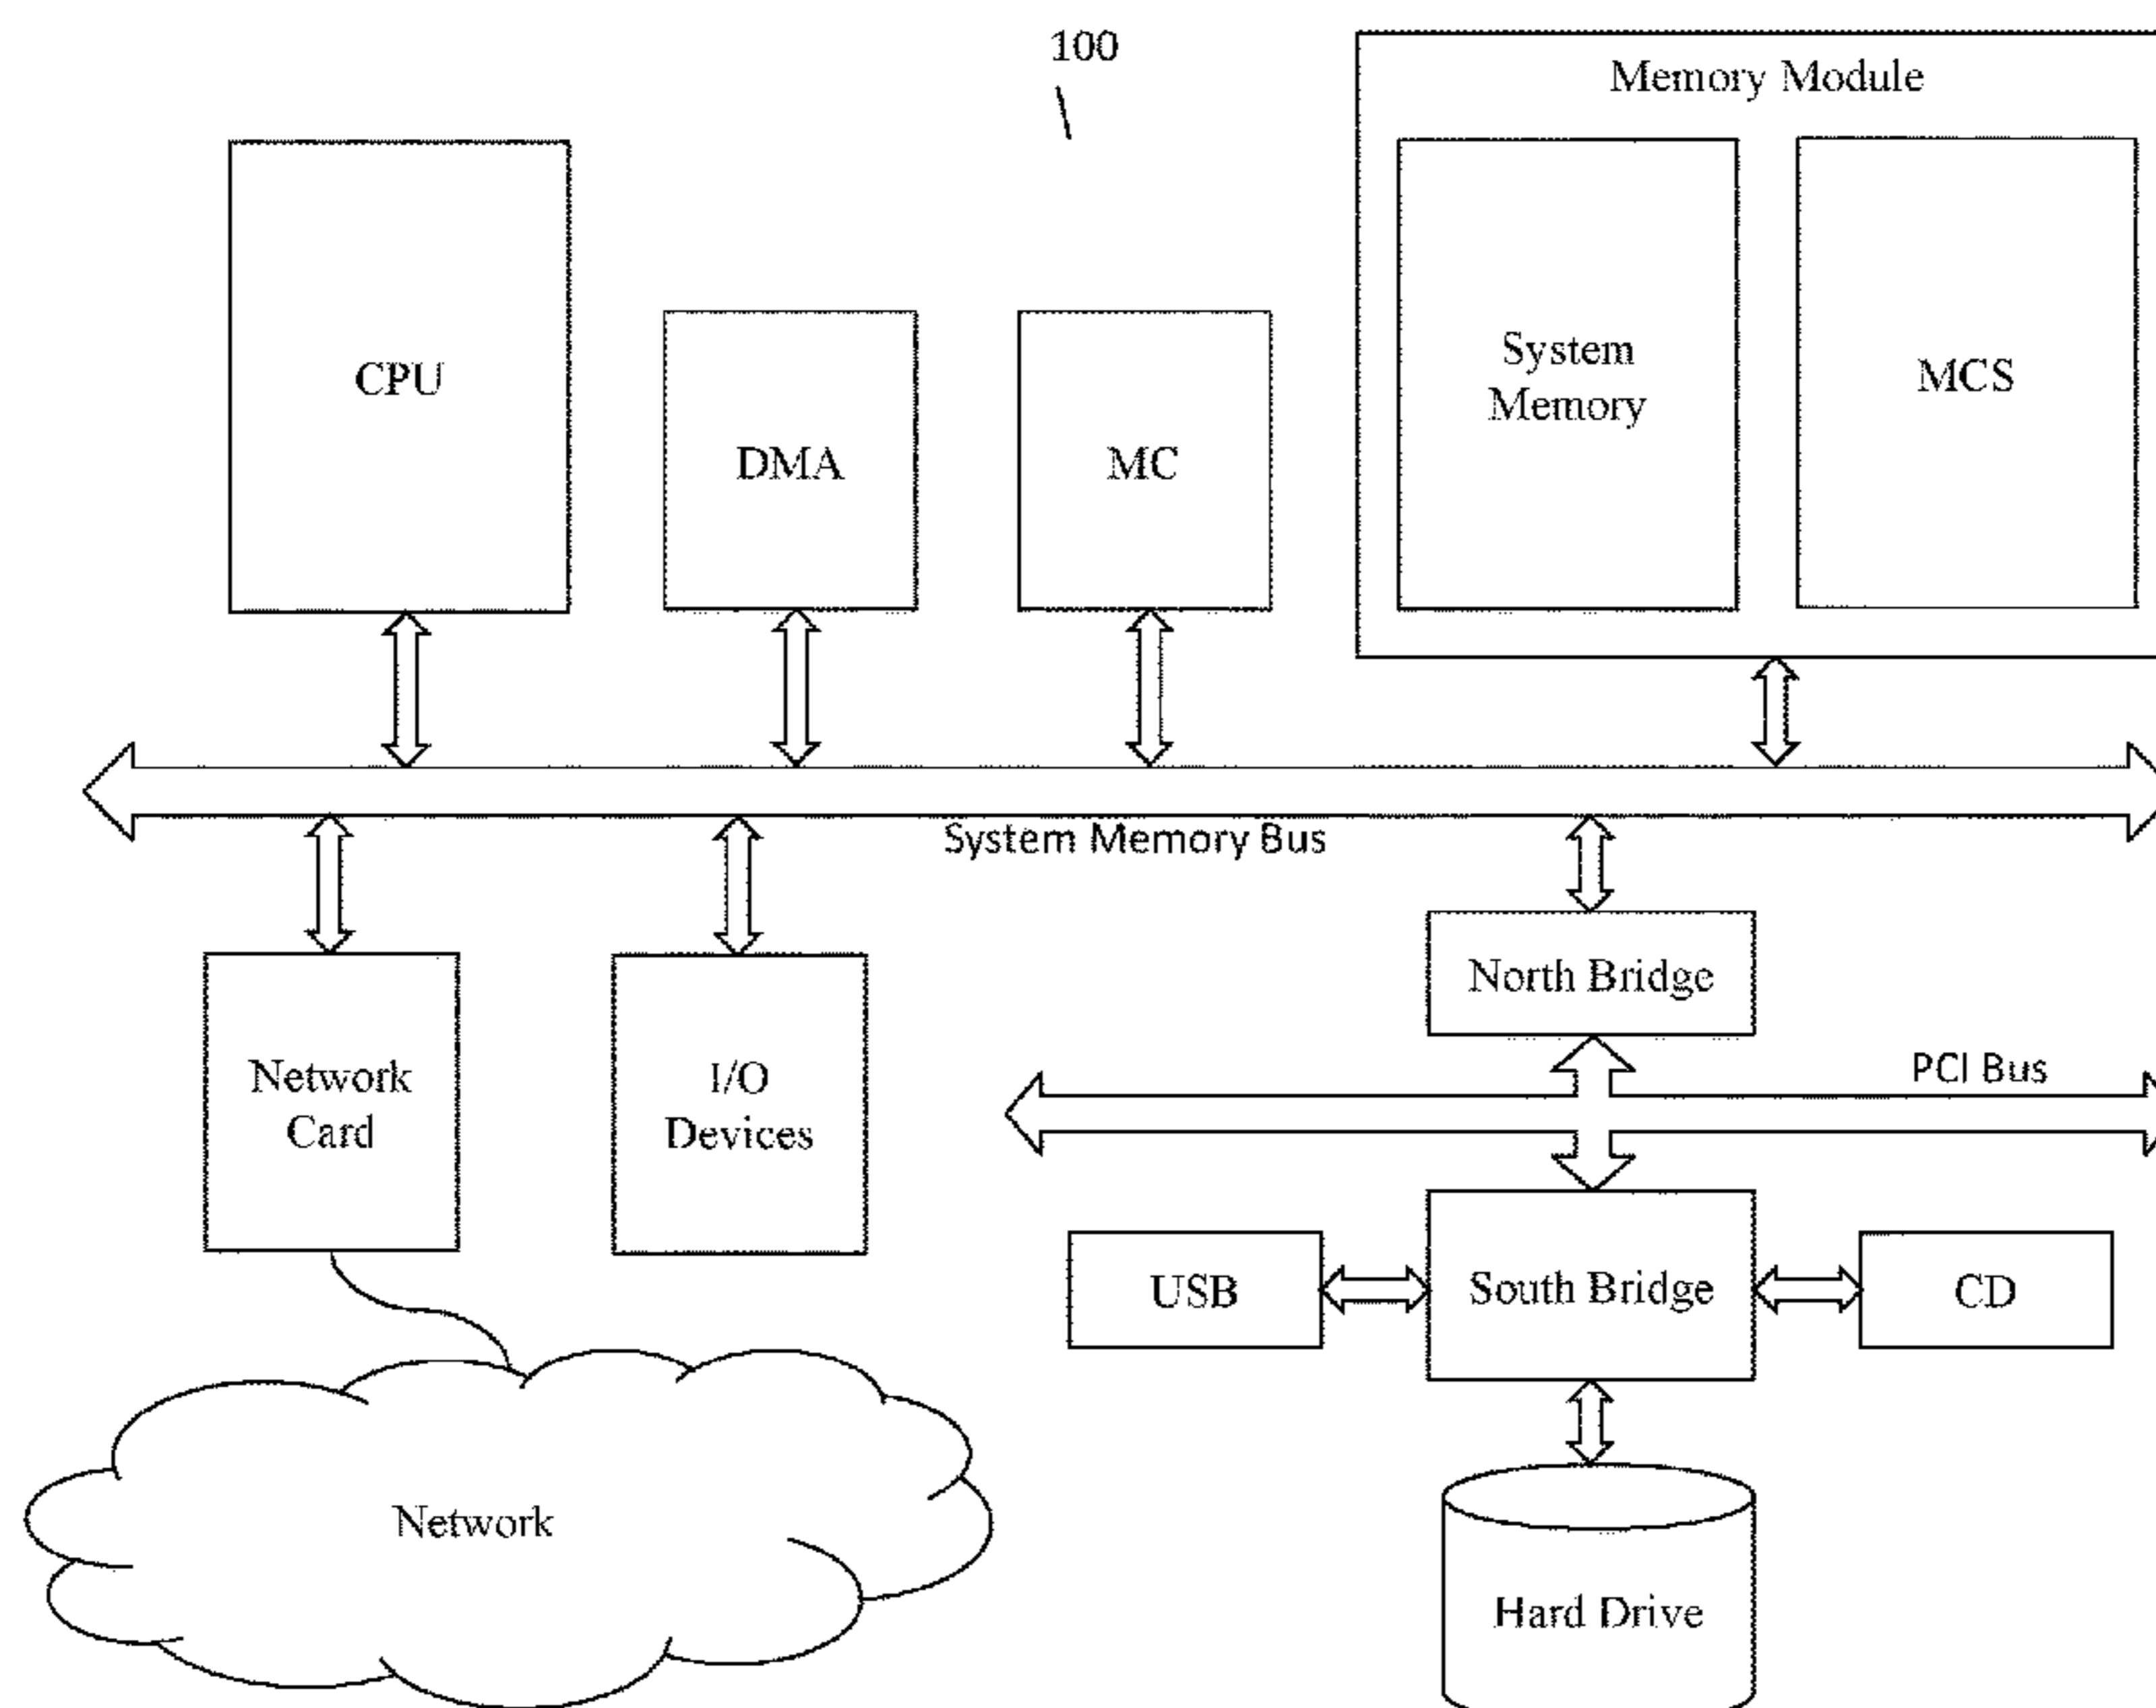 100
Memory Module
CPU
DMA
MC
System
Memory
MCS
System Memory Bus
North Bridge
Network
Card
I/O
Devices
PCI Bus
USB
South Bridge
CD
Network
Hard Drive